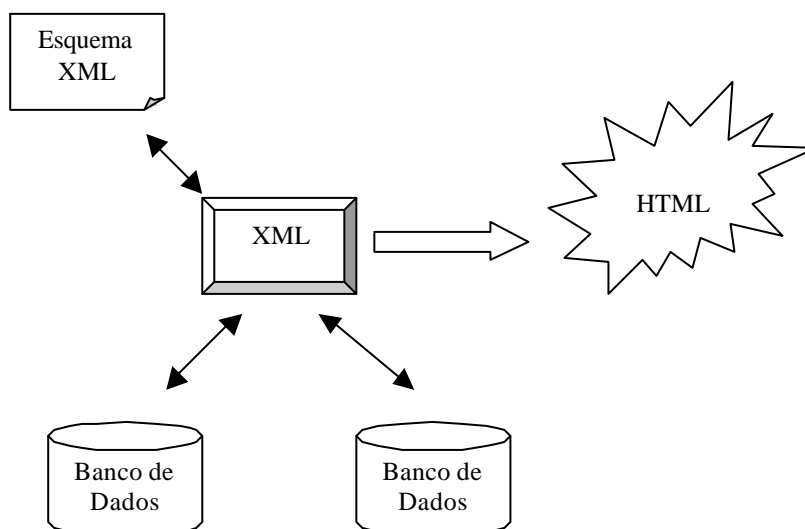 Esquema
XML
XML
HTML
Banco de
Dados
Banco de
Dados